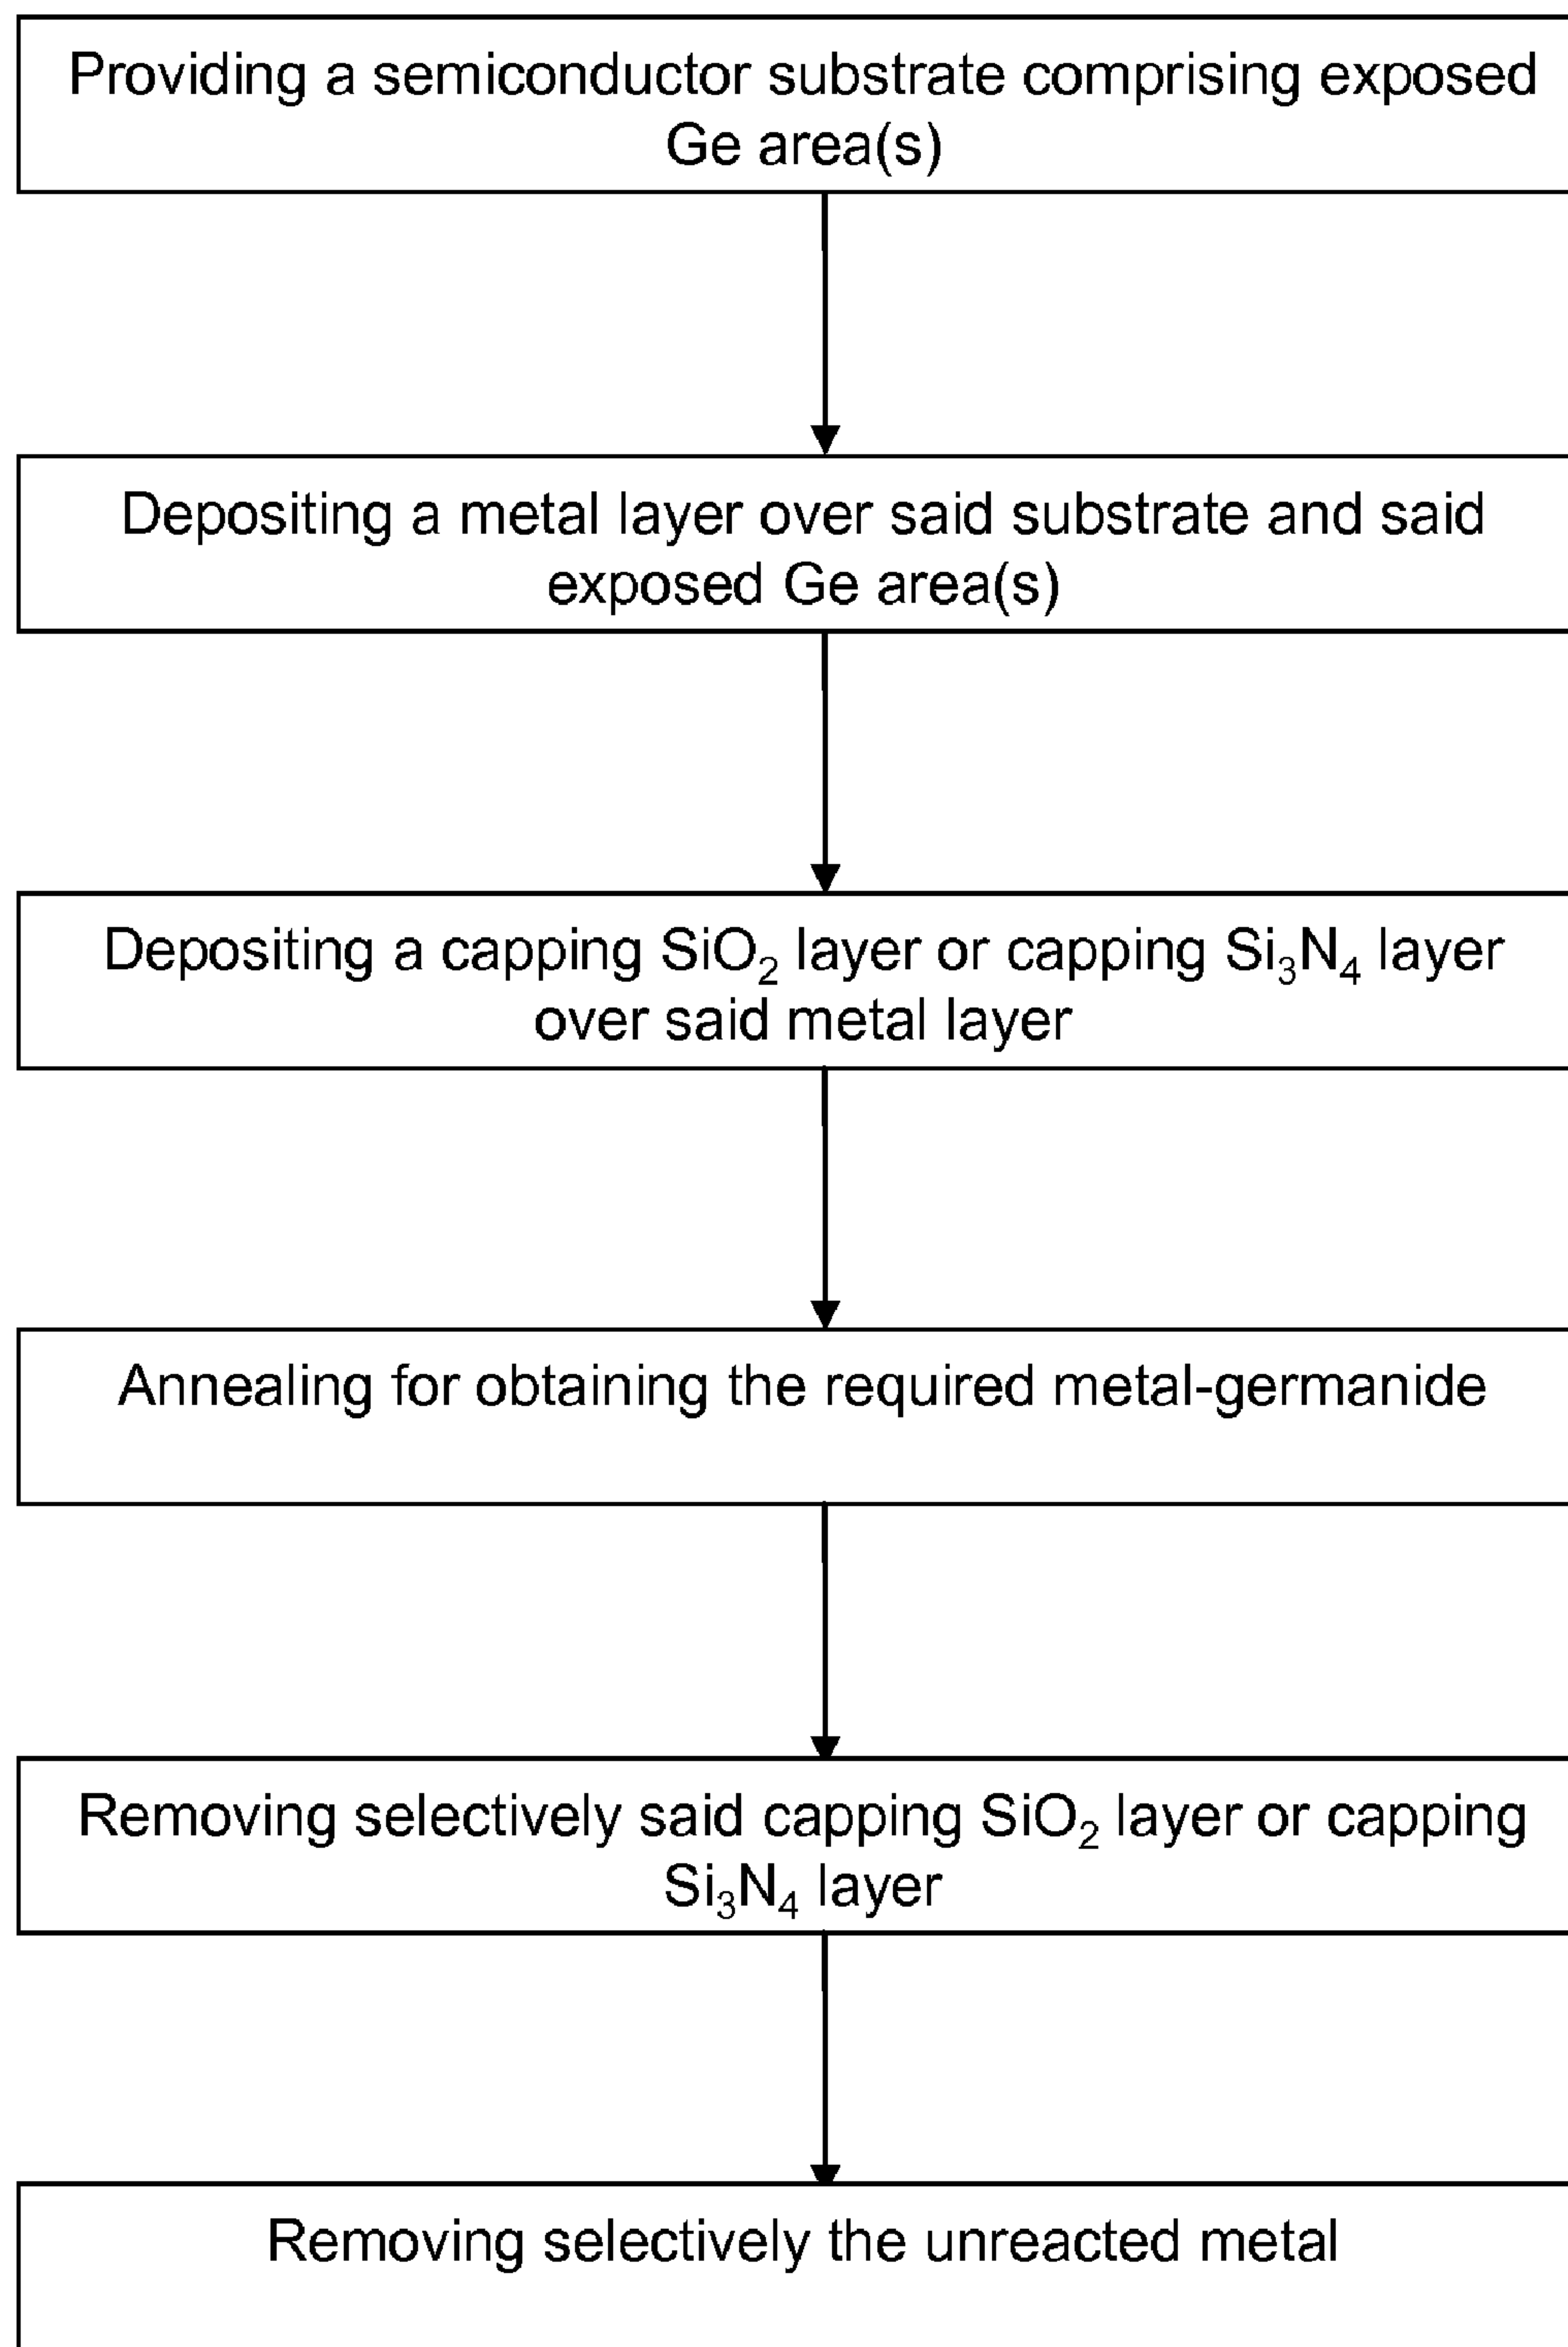 Providing a semiconductor substrate comprising exposed
Ge area(s)
Depositing a metal layer over said substrate and said
exposed Ge area(s)
Depositing a capping SiO₂ layer or capping Si₃N₄ layer
over said metal layer
Annealing for obtaining the required metal-germanide
Removing selectively said capping SiO₂ layer or capping
Si₃N₄ layer
Removing selectively the unreacted metal